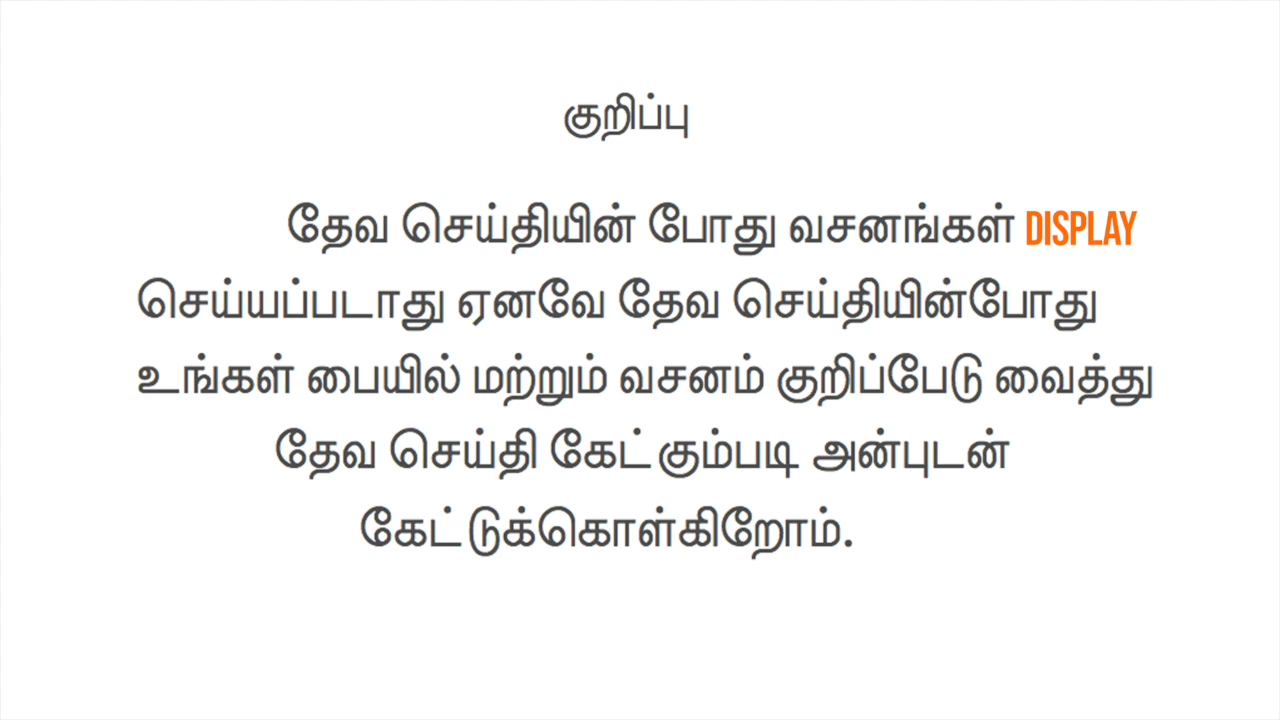 குறிப்பு
தேவ செய்தியின் போது வசனங்கள் DISPLAY
செய்யப்படாது ஏனவே தேவ செய்தியின்போது
உங்கள் பையில் மற்றும் வசனம் குறிப்பேடு வைத்து
தேவ செய்தி கேட்கும்படி அன்புடன்
கேட்டுக்கொள்கிறோம்.